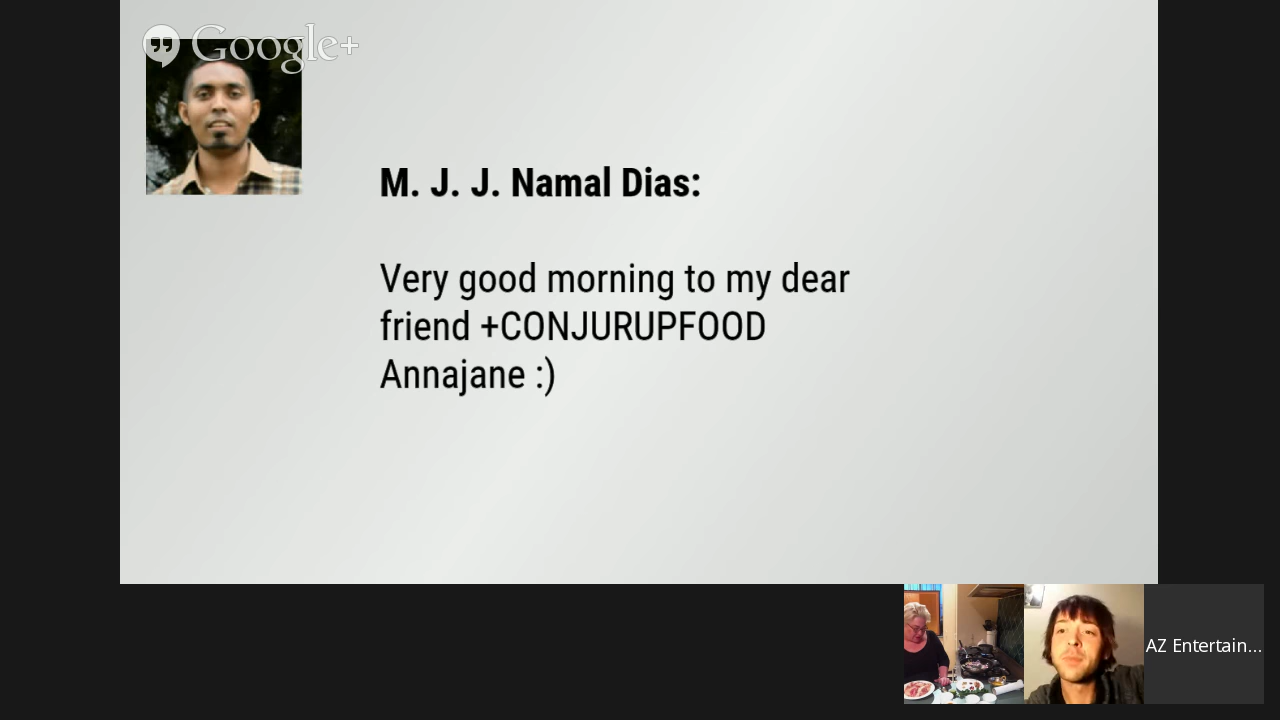 Google+
M. J. J. Namal Dias:
Very good morning to my dear
friend +CONJURUPFOOD
Annajane :)
AZ Entertain...